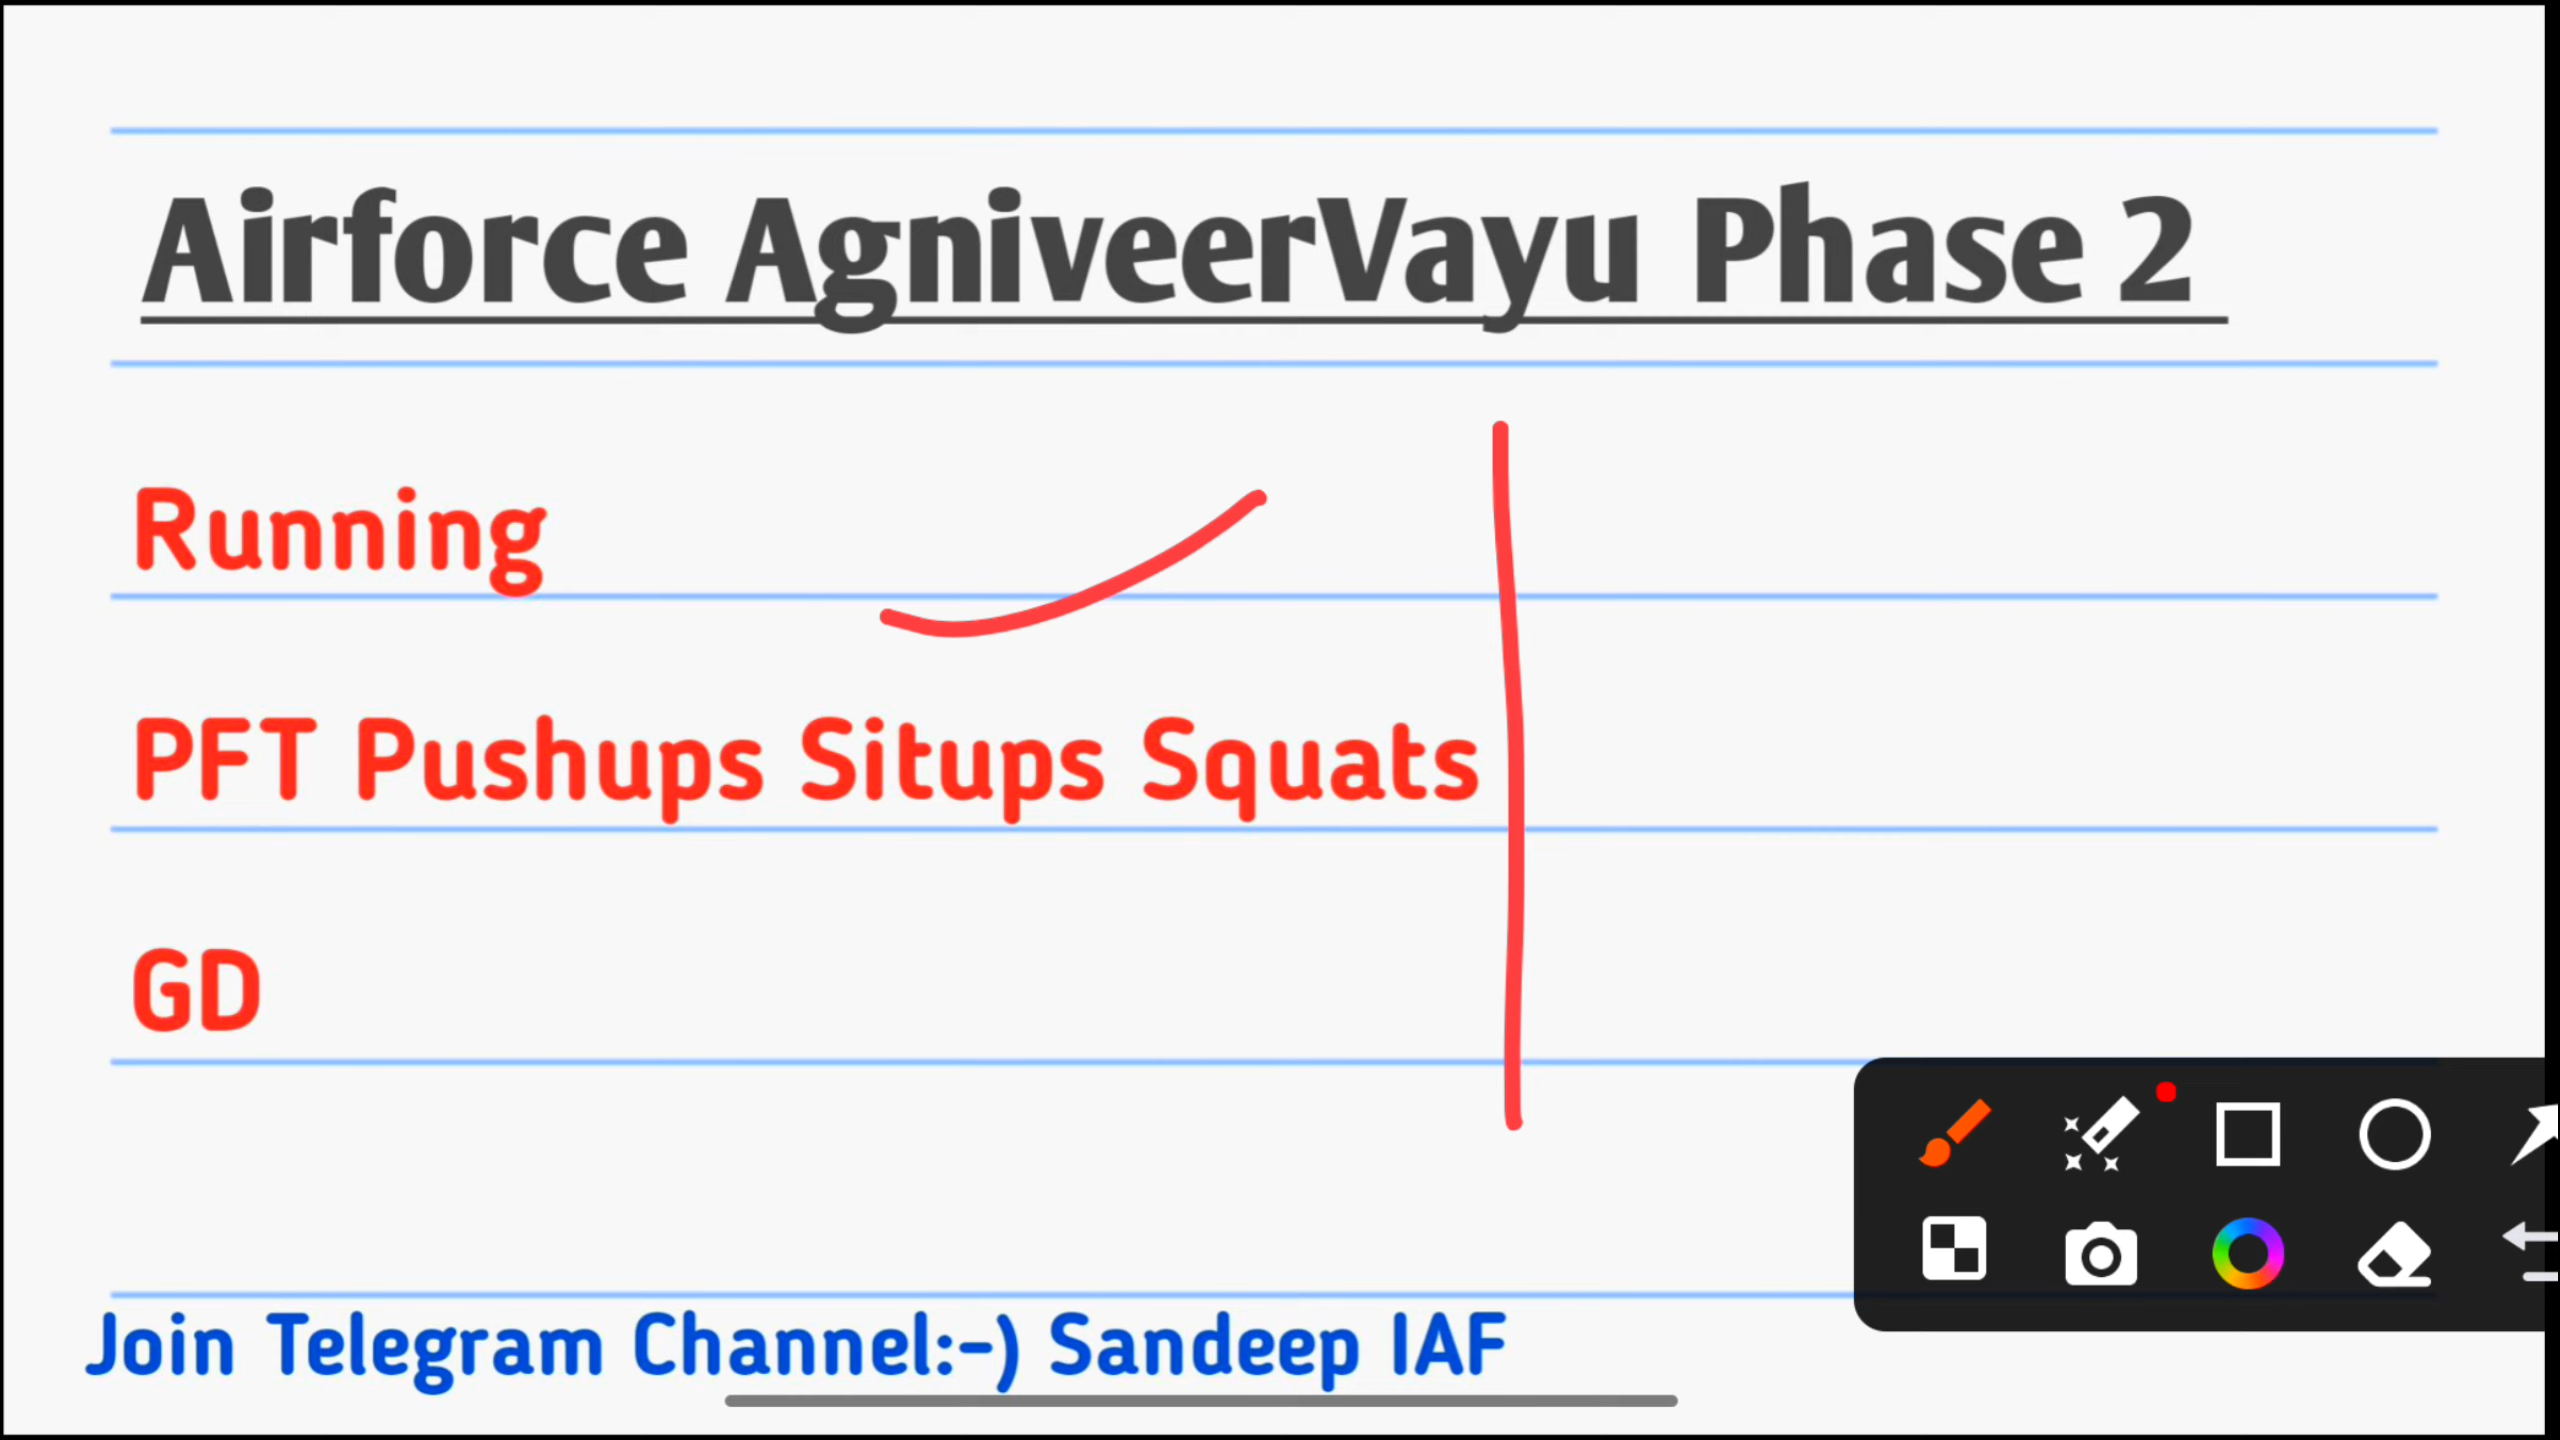 Airforce AgniveerVayu Phase 2
Running
PFT Pushups Situps Squats
GD
Join Telegram Channel:-) Sandeep IAF